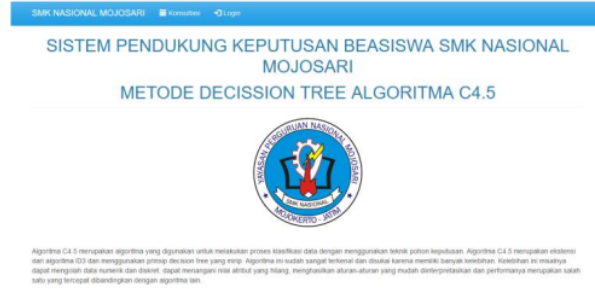 SMK NASIONAL MOJOSARI Konsultasi Login
SISTEM PENDUKUNG KEPUTUSAN BEASISWA SMK NASIONAL
MOJOSARI
METODE DECISSION TREE ALGORITMA C4.5
YAYASAN PERGURUAN NASIONAL MOJOSARI
SMK NASIONAL
MOJOKERTO - JATIM
Algoritma C4.5 merupakan algoritma yang digunakan untuk melakukan proses klasifikasi data dengan menggunakan teknik pohon keputusan. Algoritma C4.5 merupakan ekstensi
dari algoritma ID3 dan menggunakan prinsip decision tree yang mirip. Algoritma ini sudah sangat terkenal dan disukai karena memiliki banyak kelebihan. Kelebihan ini misalnya
dapat mengolah data numerik dan diskret, dapat menangani nilai atribut yang hilang, menghasilkan aturan-aturan yang mudah diinterpretasikan dan performanya merupakan salah
satu yang tercepat dibandingkan dengan algoritma lain.